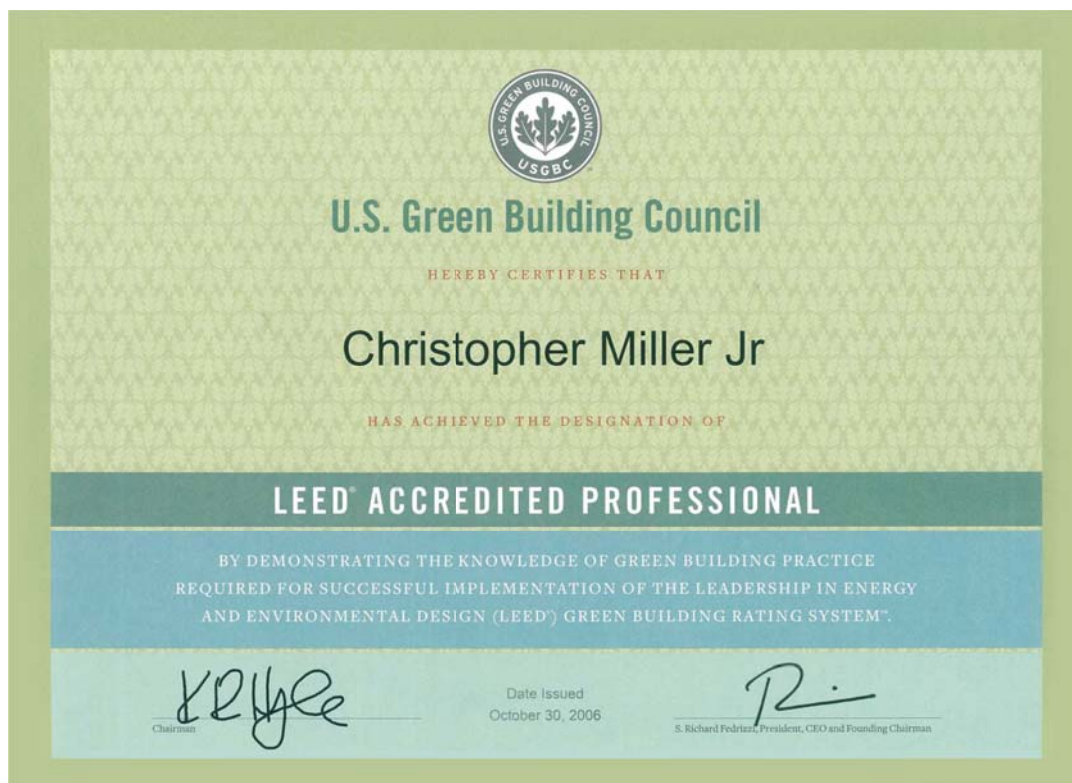 U.S. GREEN BUILDING COUNCIL
USGBC
U.S. Green Building Council
HEREBY CERTIFIES THAT
Christopher Miller Jr
HAS ACHIEVED THE DESIGNATION OF
LEED® ACCREDITED PROFESSIONAL
BY DEMONSTRATING THE KNOWLEDGE OF GREEN BUILDING PRACTICE
REQUIRED FOR SUCCESSFUL IMPLEMENTATION OF THE LEADERSHIP IN ENERGY
AND ENVIRONMENTAL DESIGN (LEED®) GREEN BUILDING RATING SYSTEM™.
Date Issued
October 30, 2006
Chairman
S. Richard Fedrizzi, President, CEO and Founding Chairman